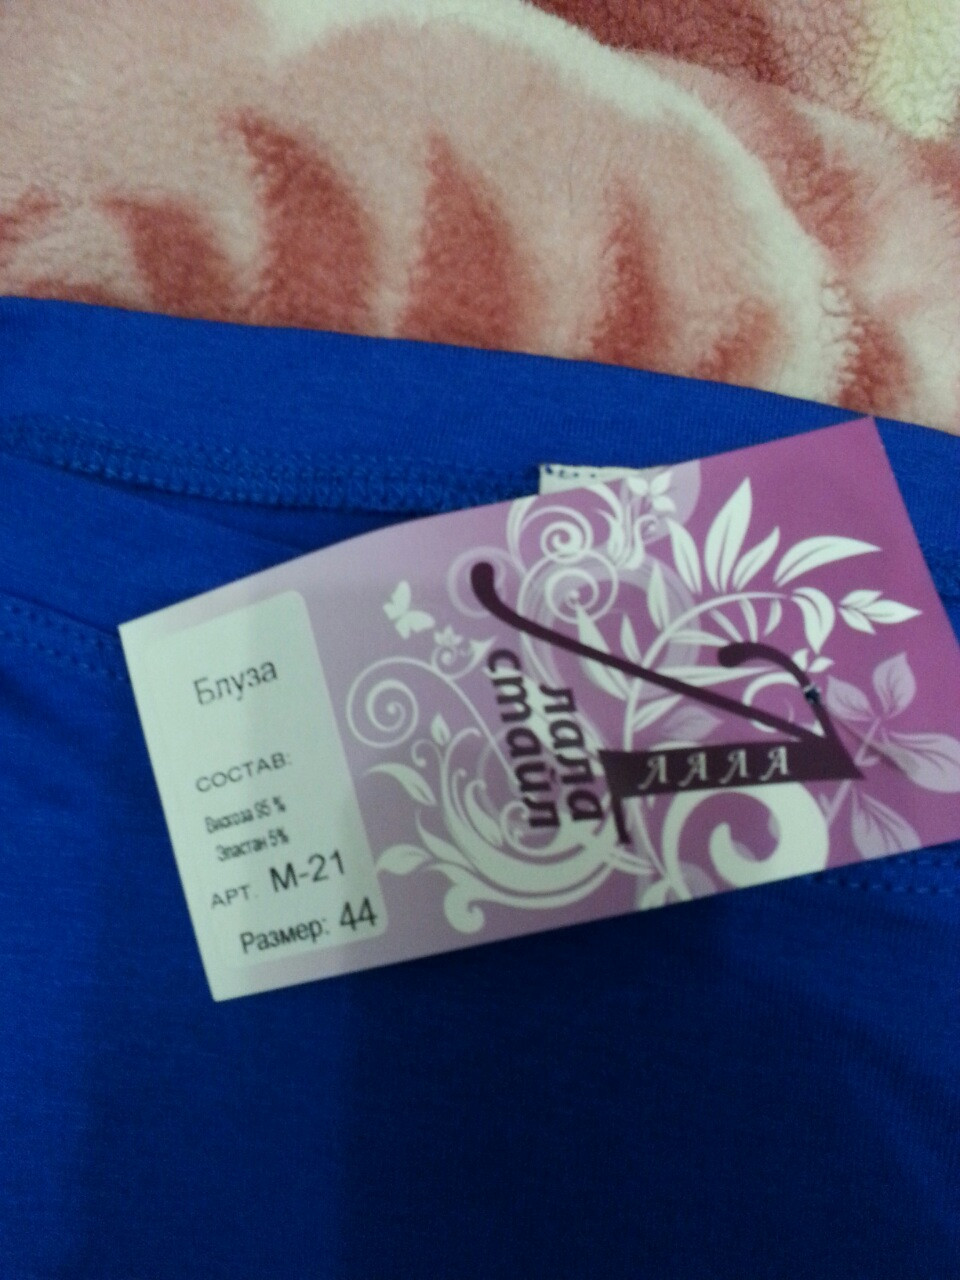 Блуза
СОСТАВ:
Вискоза 95 %
Эластан 5%
АРТ. М-21
Размер: 44
лала
стайл
ЛАЛА